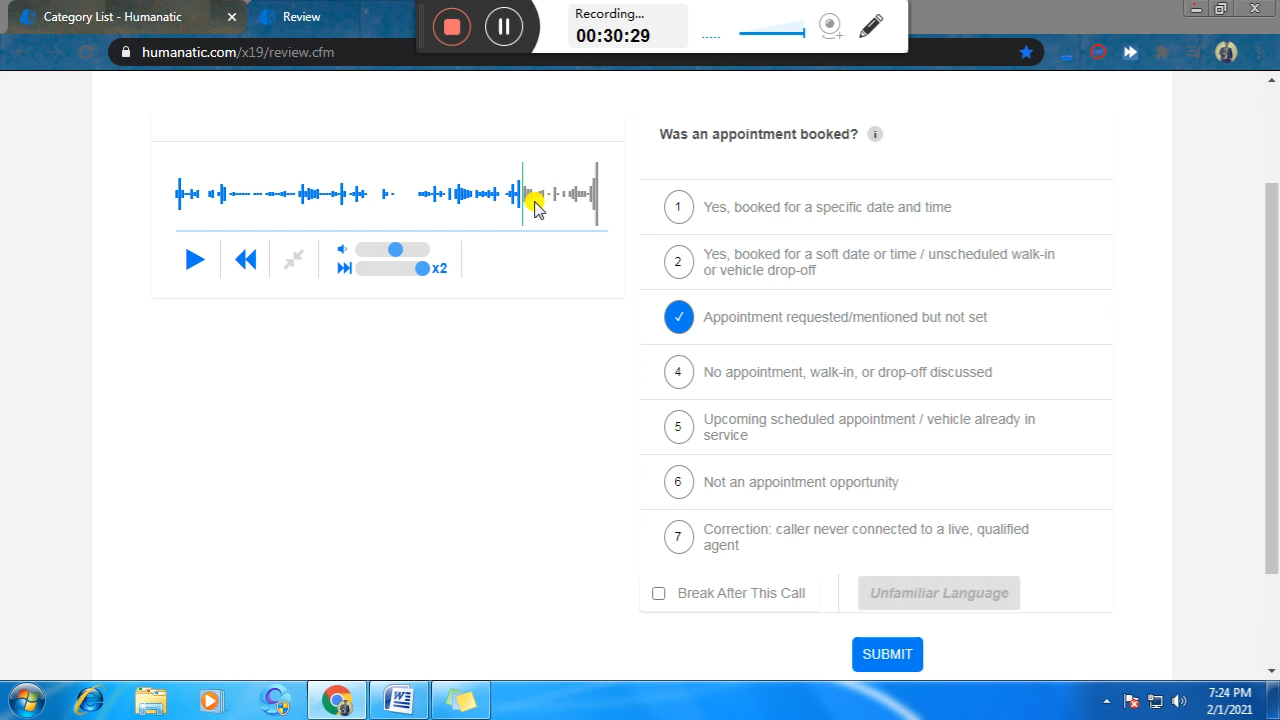 Category List - Humanatic
Review
Recording...
00:30:29
humanatic.com/x19/review.cfm
Was an appointment booked?
i
1
Yes, booked for a specific date and time
2
Yes, booked for a soft date or time / unscheduled walk-in
or vehicle drop-off
Appointment requested/mentioned but not set
4
No appointment, walk-in, or drop-off discussed
5
Upcoming scheduled appointment / vehicle already in
service
6
Not an appointment opportunity
7
Correction: caller never connected to a live, qualified
agent
x2
Break After This Call
Unfamiliar Language
SUBMIT
7:24 PM
2/1/2021